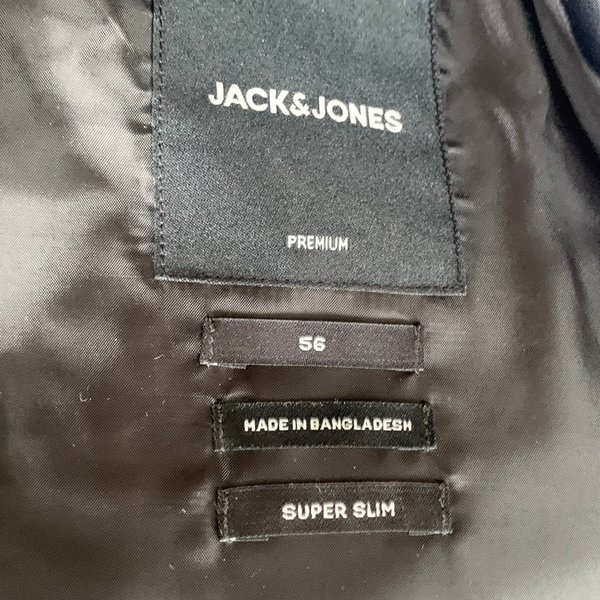 JACK&JONES
PREMIUM
56
MADE IN BANGLADESH
SUPER SLIM